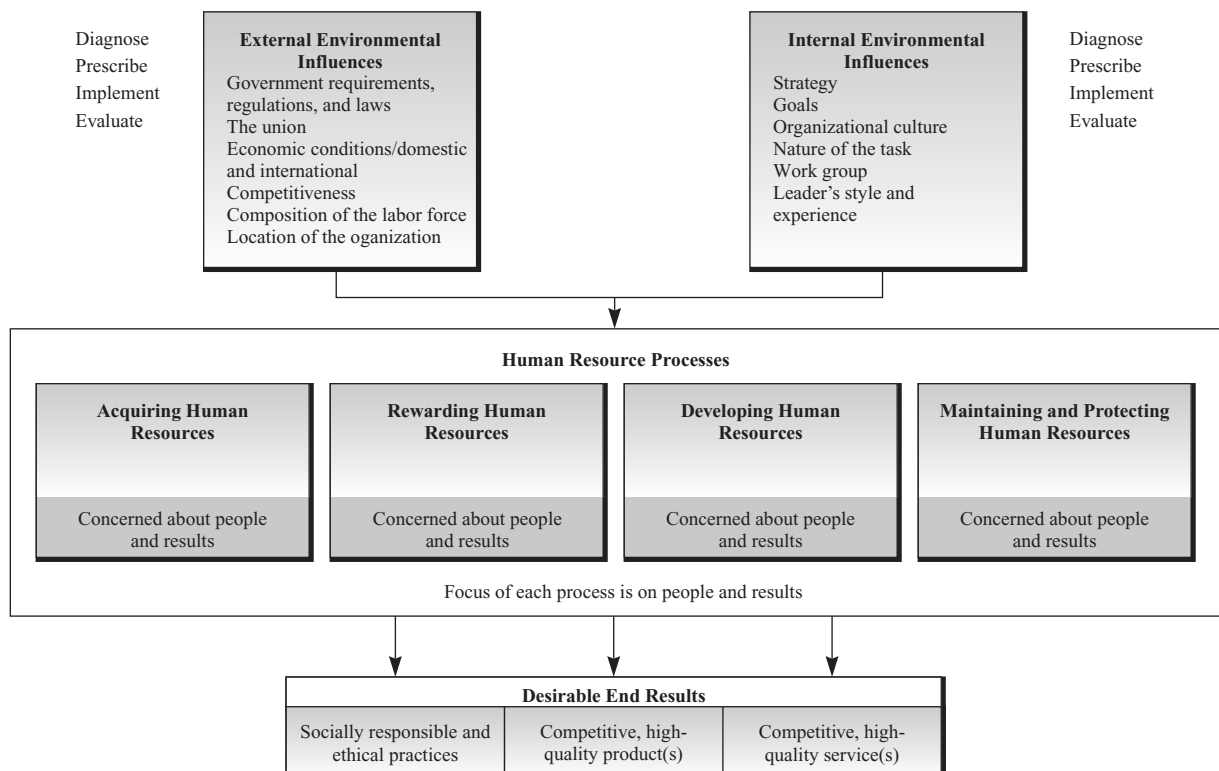 Diagnose
Prescribe
Implement
Evaluate
External Environmental
Influences
Government requirements,
regulations, and laws
The union
Economic conditions/domestic
and international
Competitiveness
Composition of the labor force
Location of the oganization
Internal Environmental
Influences
Strategy
Goals
Organizational culture
Nature of the task
Work group
Leader's style and
experience
Diagnose
Prescribe
Implement
Evaluate
Human Resource Processes
Acquiring Human
Resources
Concerned about people
and results
Rewarding Human
Resources
Concerned about people
and results
Developing Human
Resources
Concerned about people
and results
Maintaining and Protecting
Human Resources
Concerned about people
and results
Focus of each process is on people and results
Desirable End Results
Socially responsible and
ethical practices
Competitive, high-
quality product(s)
Competitive, high-
quality service(s)